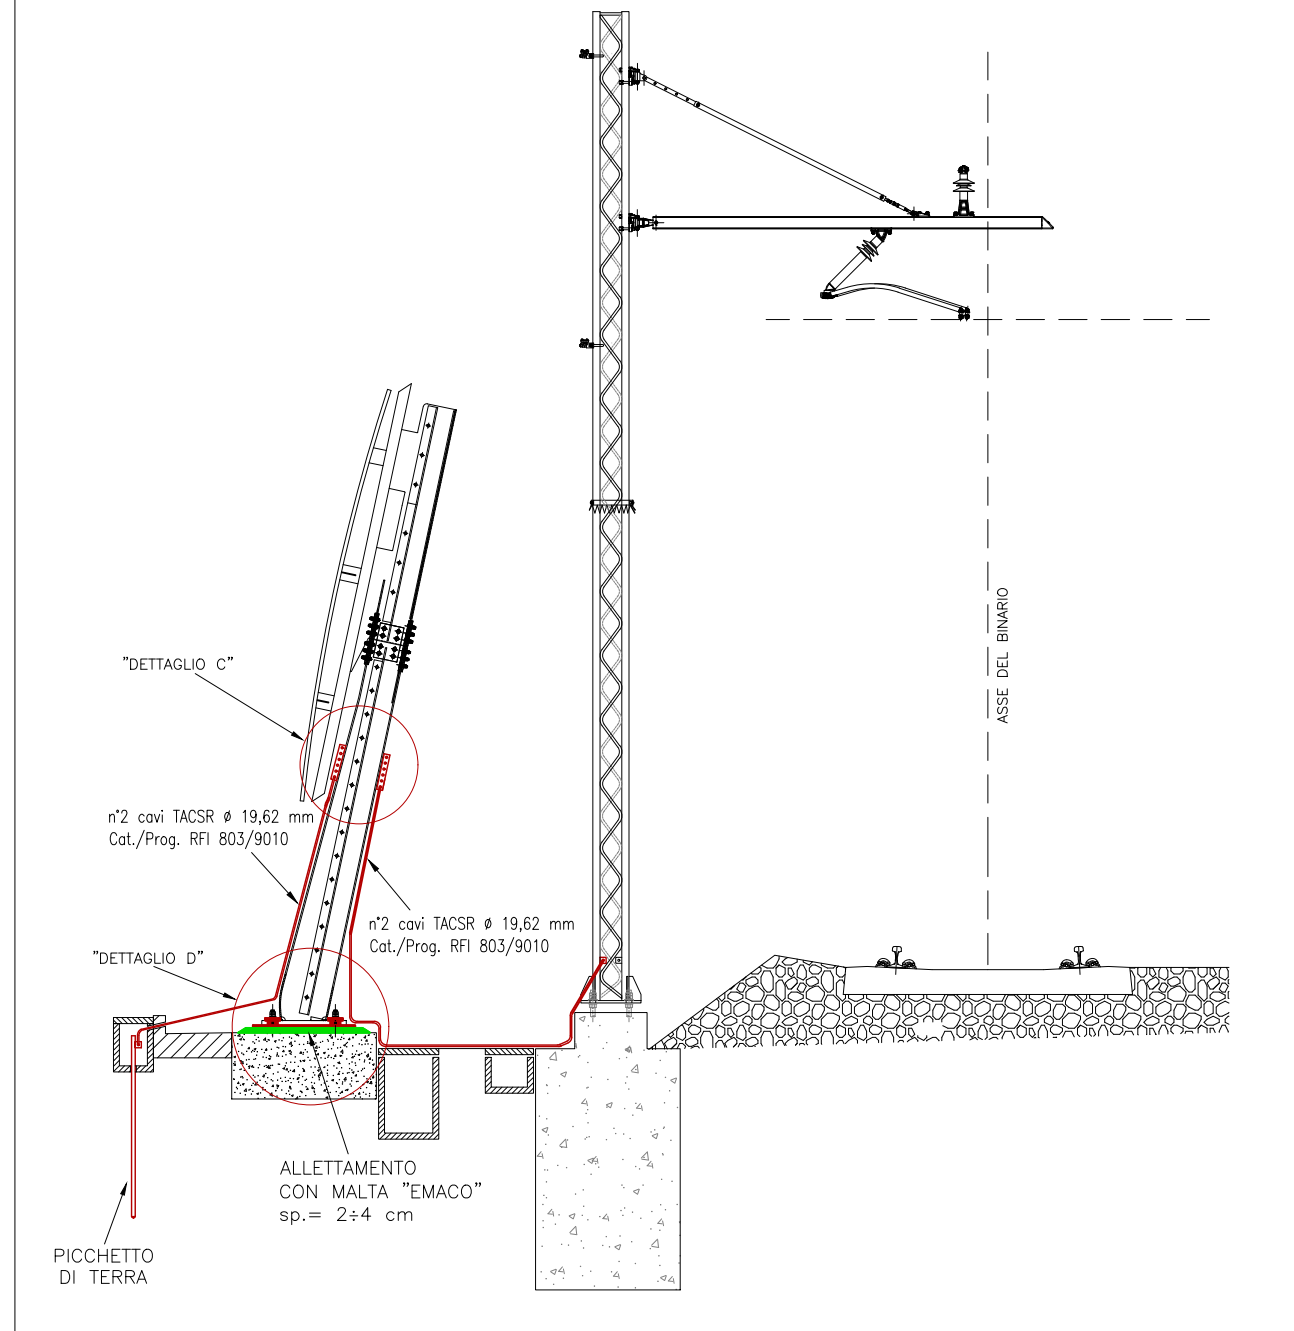 "DETTAGLIO C"
n°2 cavi TACSR ø 19,62 mm
Cat./Prog. RFI 803/9010
n°2 cavi TACSR ø 19,62 mm
Cat./Prog. RFI 803/9010
"DETTAGLIO D"
ALLETTAMENTO
CON MALTA "EMACO"
sp.= 2÷4 cm
PICCHETTO
DI TERRA
ASSE DEL BINARIO